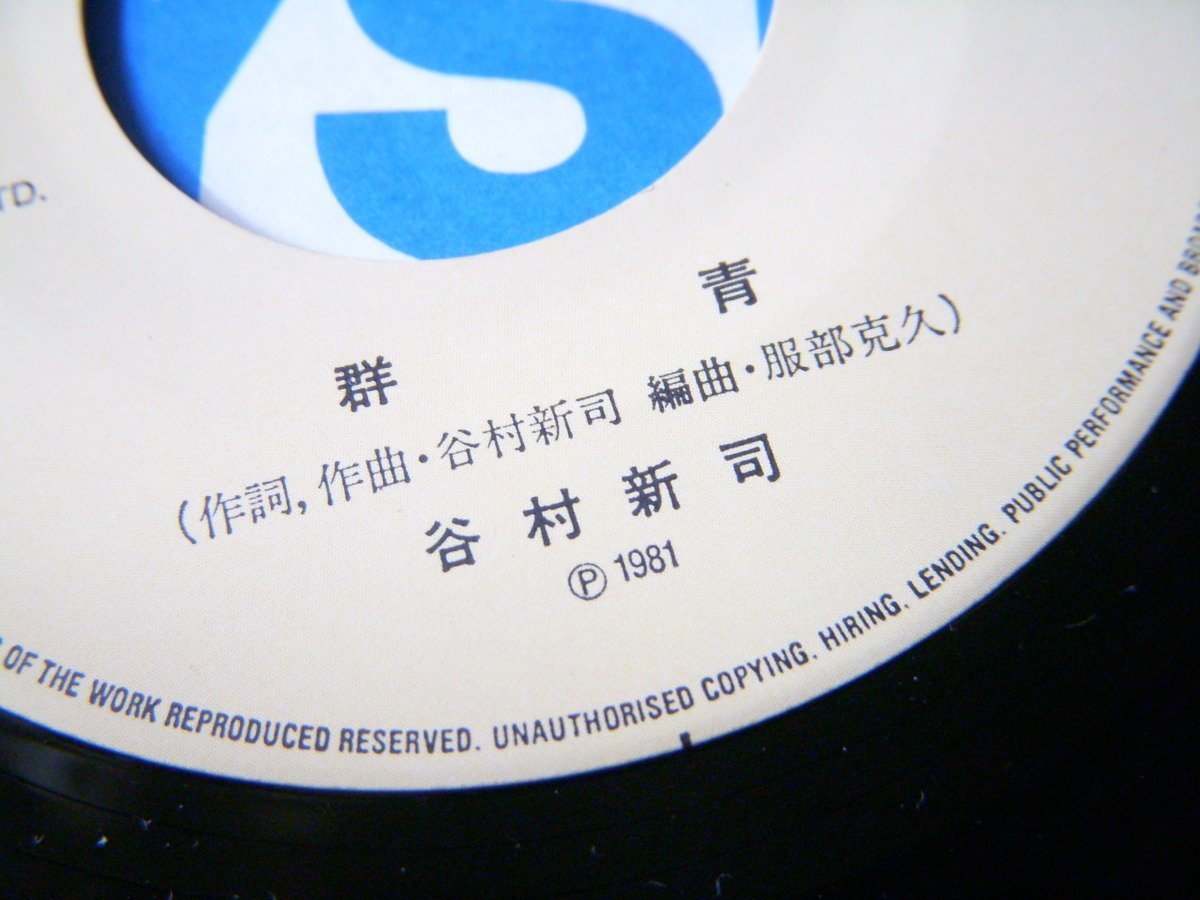 TD.
群 青
(作詞,作曲・谷村新司 編曲・服部克久)
谷村新司
Ⓟ 1981
OF THE WORK REPRODUCED RESERVED. UNAUTHORISED COPYING. HIRING. LENDING. PUBLIC PERFORMANCE AND